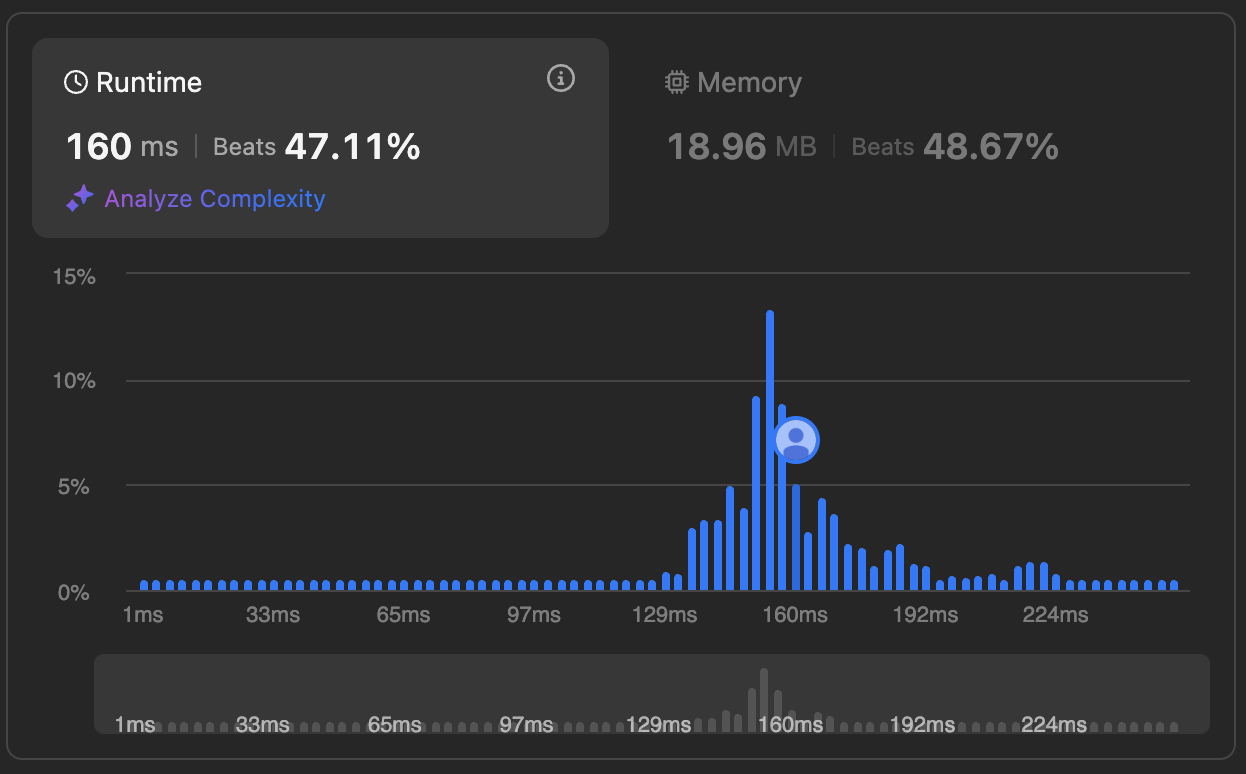 Runtime
160 ms | Beats 47.11%
Analyze Complexity
Memory
18.96 MB | Beats 48.67%
15%
10%
5%
0%
1ms 33ms 65ms 97ms 129ms 160ms 192ms 224ms
1ms 33ms 65ms 97ms 129ms 160ms 192ms 224ms